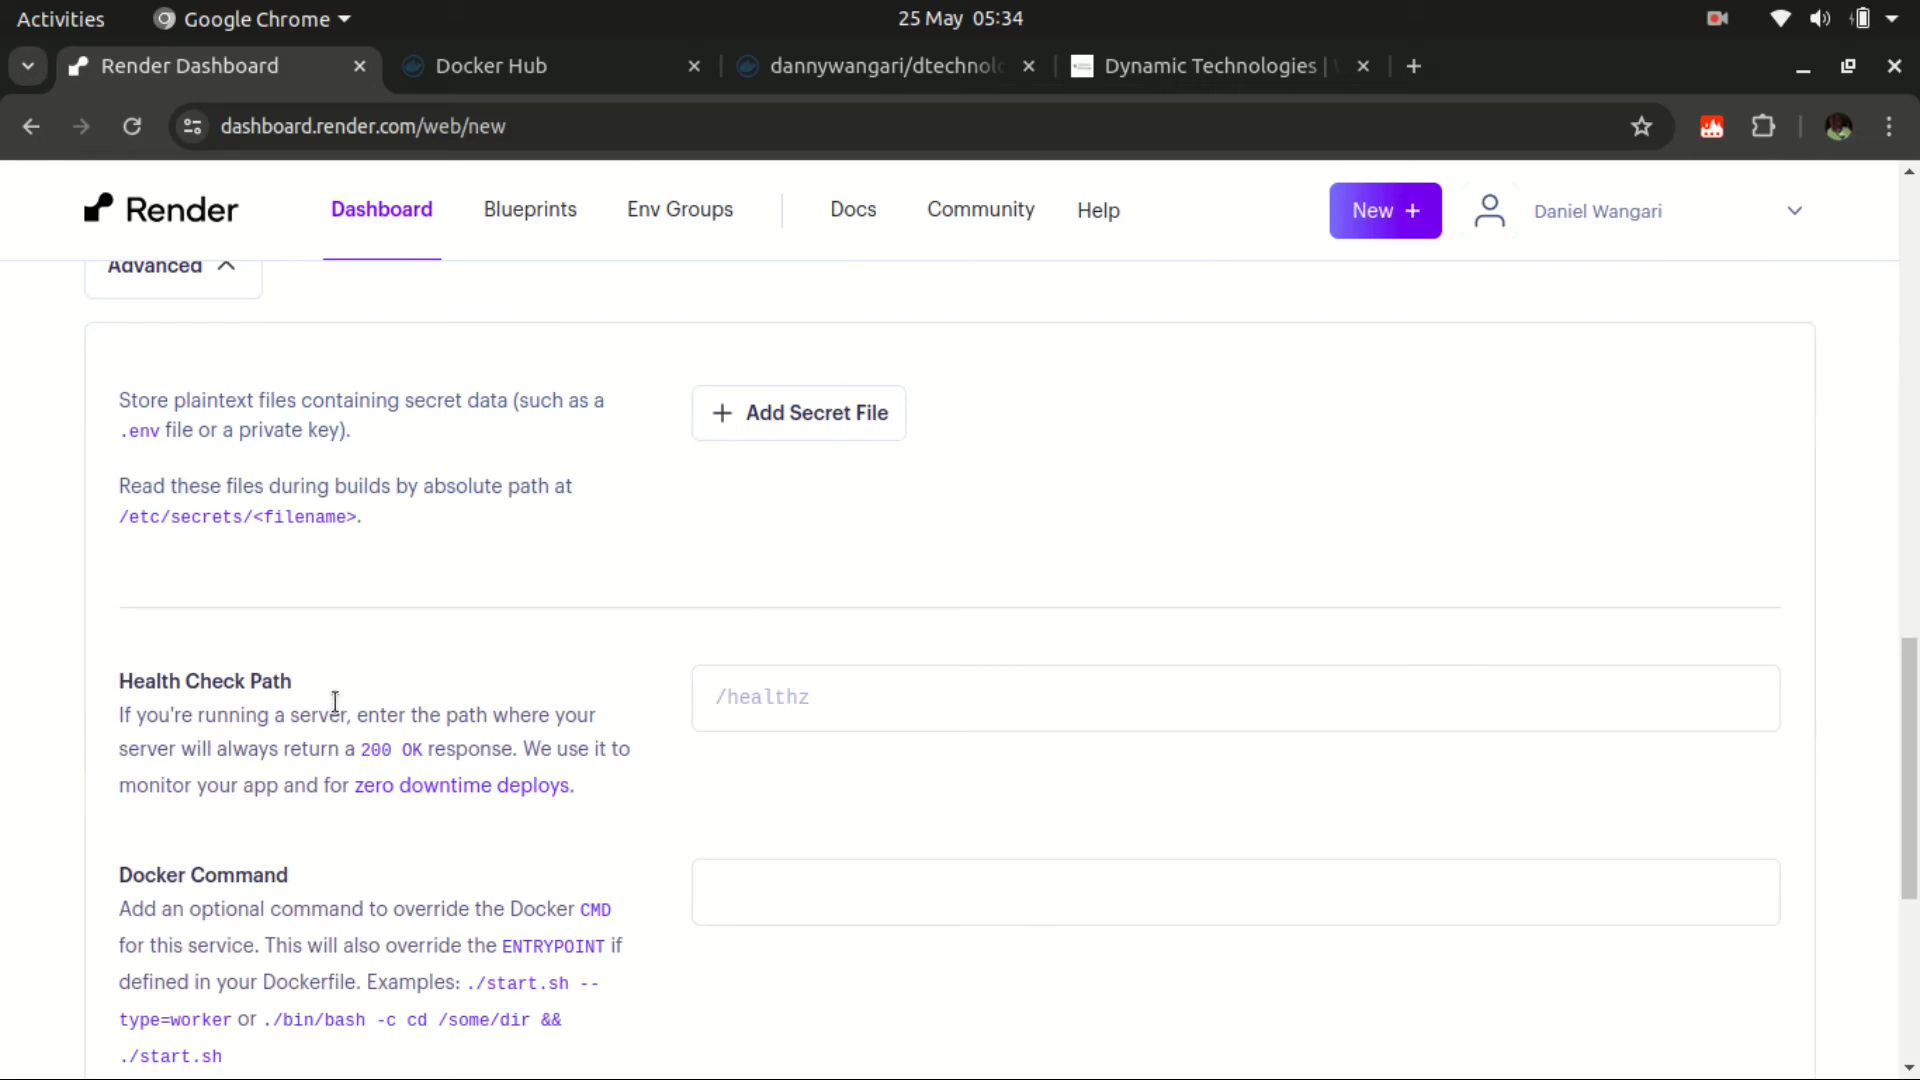 Activities Google Chrome 25 May 05:34
Render Dashboard Docker Hub dannywangari/dtechnolo Dynamic Technologies |
dashboard.render.com/web/new
Render Dashboard Blueprints Env Groups Docs Community Help New + Daniel Wangari
Advanced
Store plaintext files containing secret data (such as a
.env file or a private key).
+ Add Secret File
Read these files during builds by absolute path at
/etc/secrets/<filename>.
Health Check Path
/healthz
If you're running a server, enter the path where your
server will always return a 200 OK response. We use it to
monitor your app and for zero downtime deploys.
Docker Command
Add an optional command to override the Docker CMD
for this service. This will also override the ENTRYPOINT if
defined in your Dockerfile. Examples: ./start.sh --
type=worker or ./bin/bash -c cd /some/dir &&
./start.sh